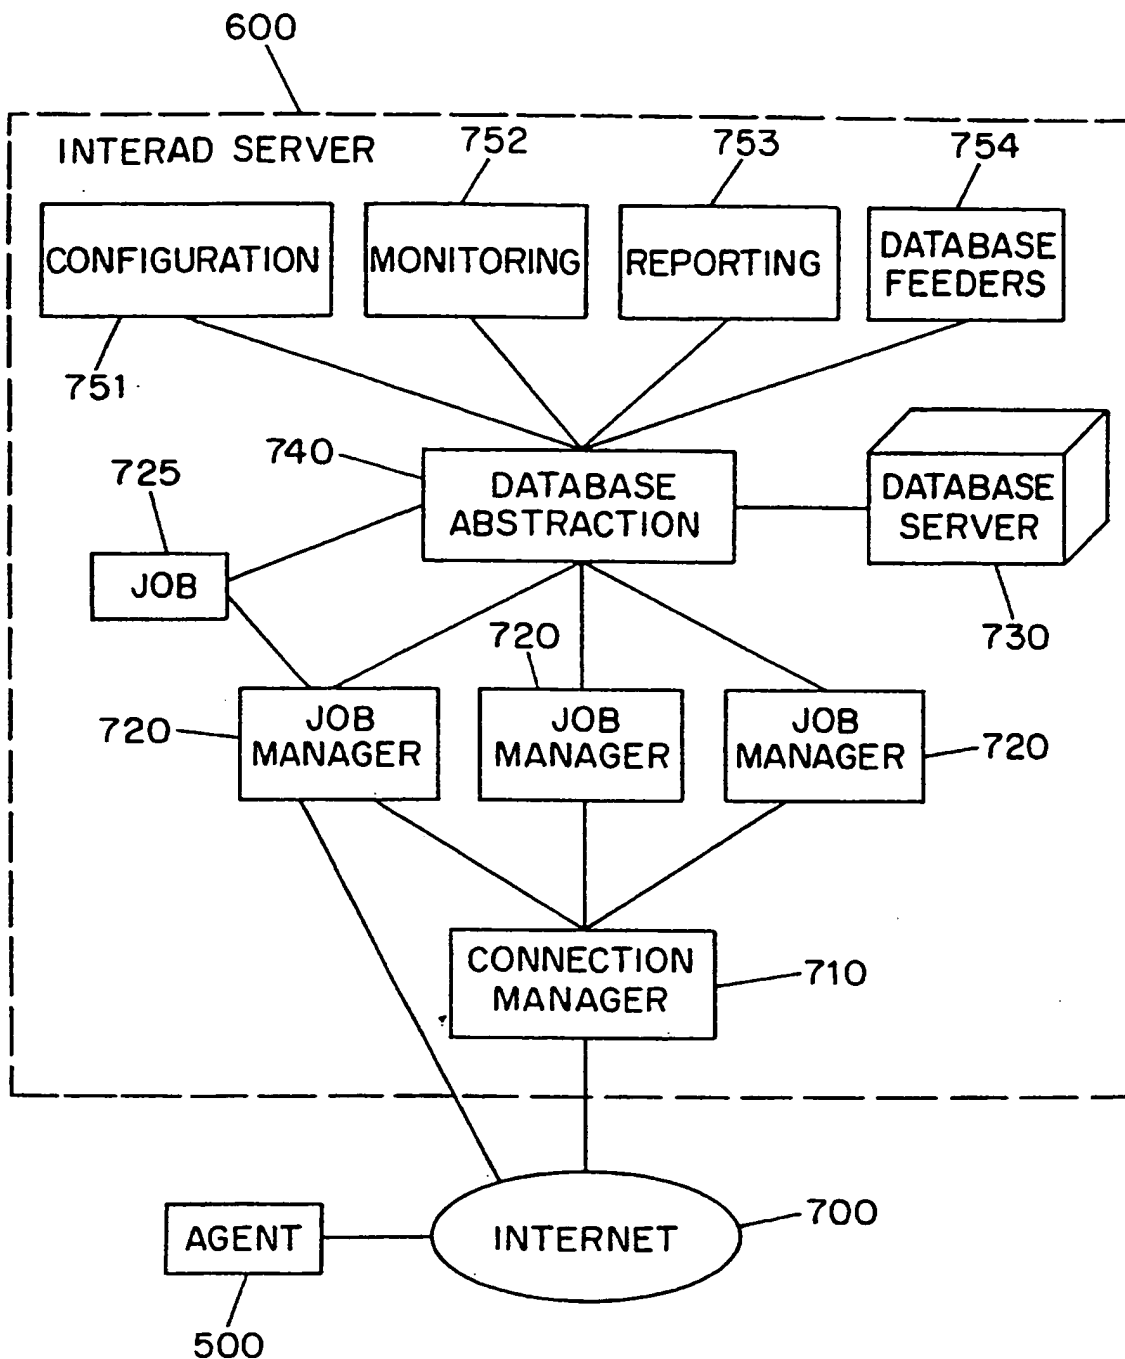 600
INTERAD SERVER
752
753
754
CONFIGURATION
MONITORING
REPORTING
DATABASE
FEEDERS
751
740
725
DATABASE
ABSTRACTION
DATABASE
SERVER
JOB
720
730
720
JOB
MANAGER
JOB
MANAGER
JOB
MANAGER
720
CONNECTION
MANAGER
710
AGENT
INTERNET
700
500